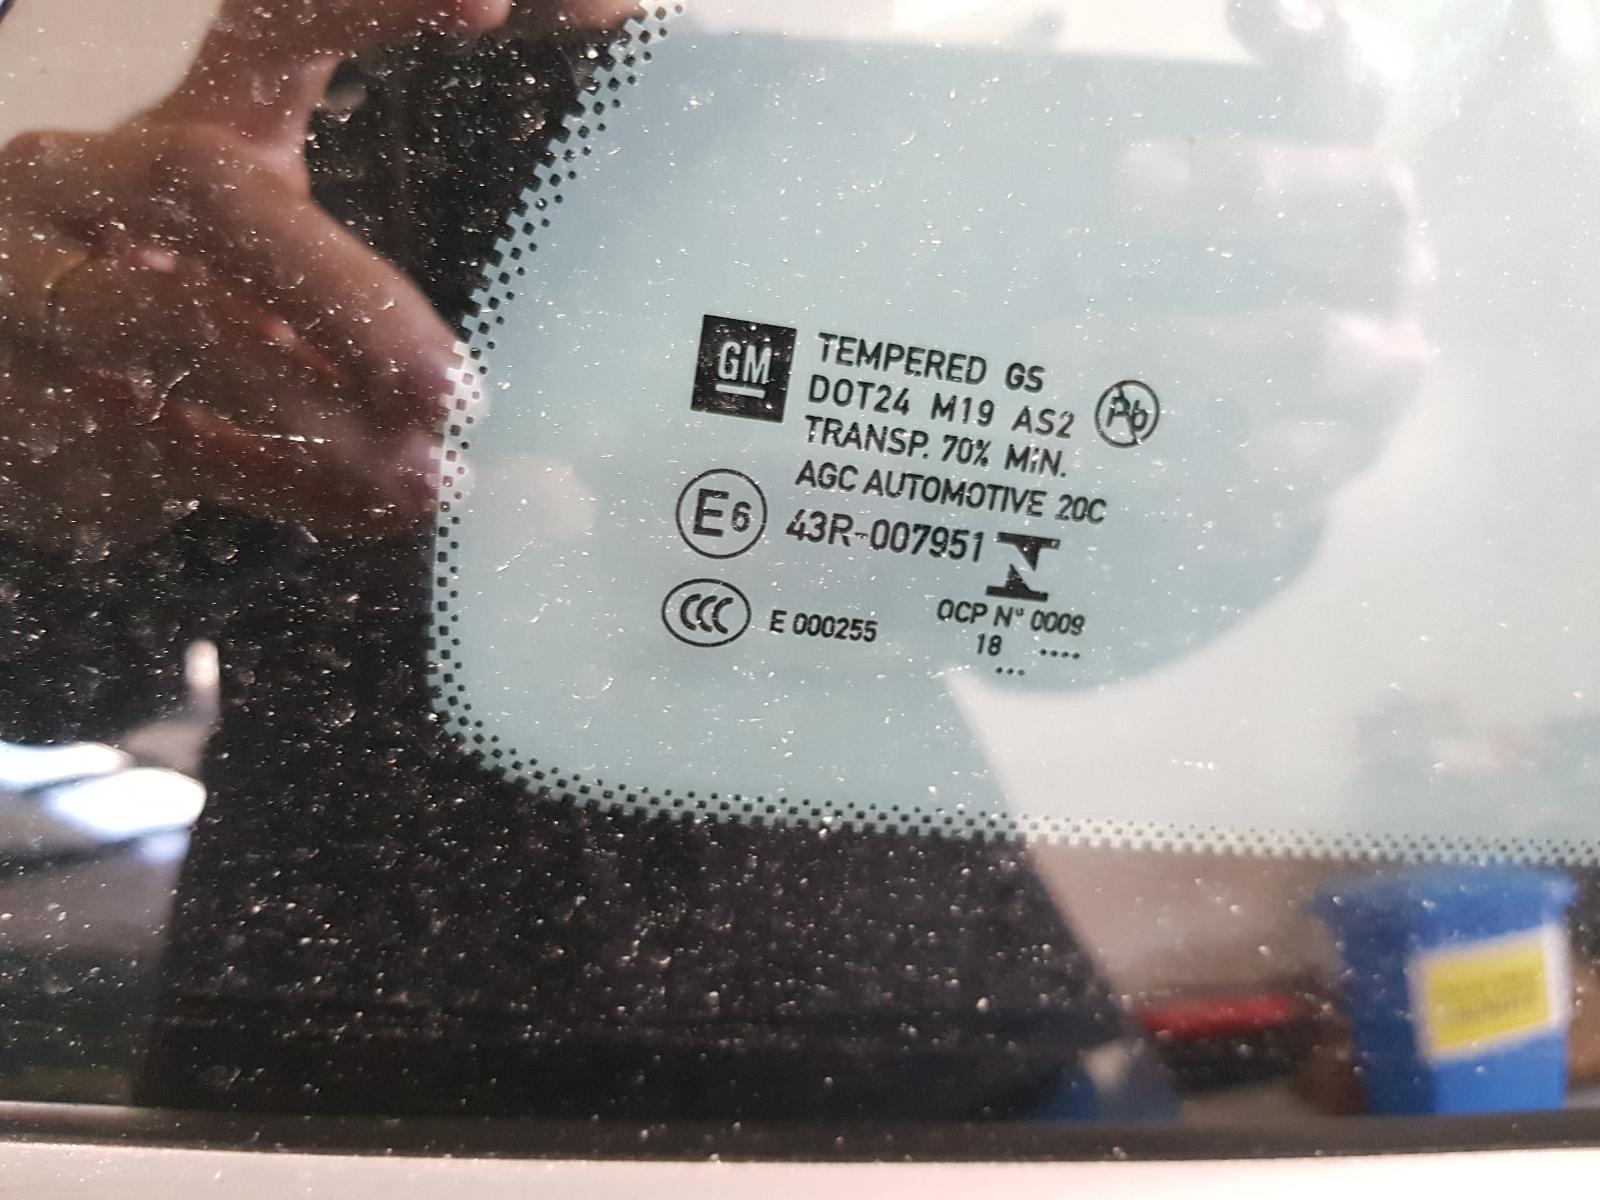 GM
TEMPERED GS
DOT24 M19 AS2
Pb
TRANSP. 70% MIN.
AGC AUTOMOTIVE 20C
E6 43R-007951
CCC E 000255
OCP Nº 0009
18 ....
...